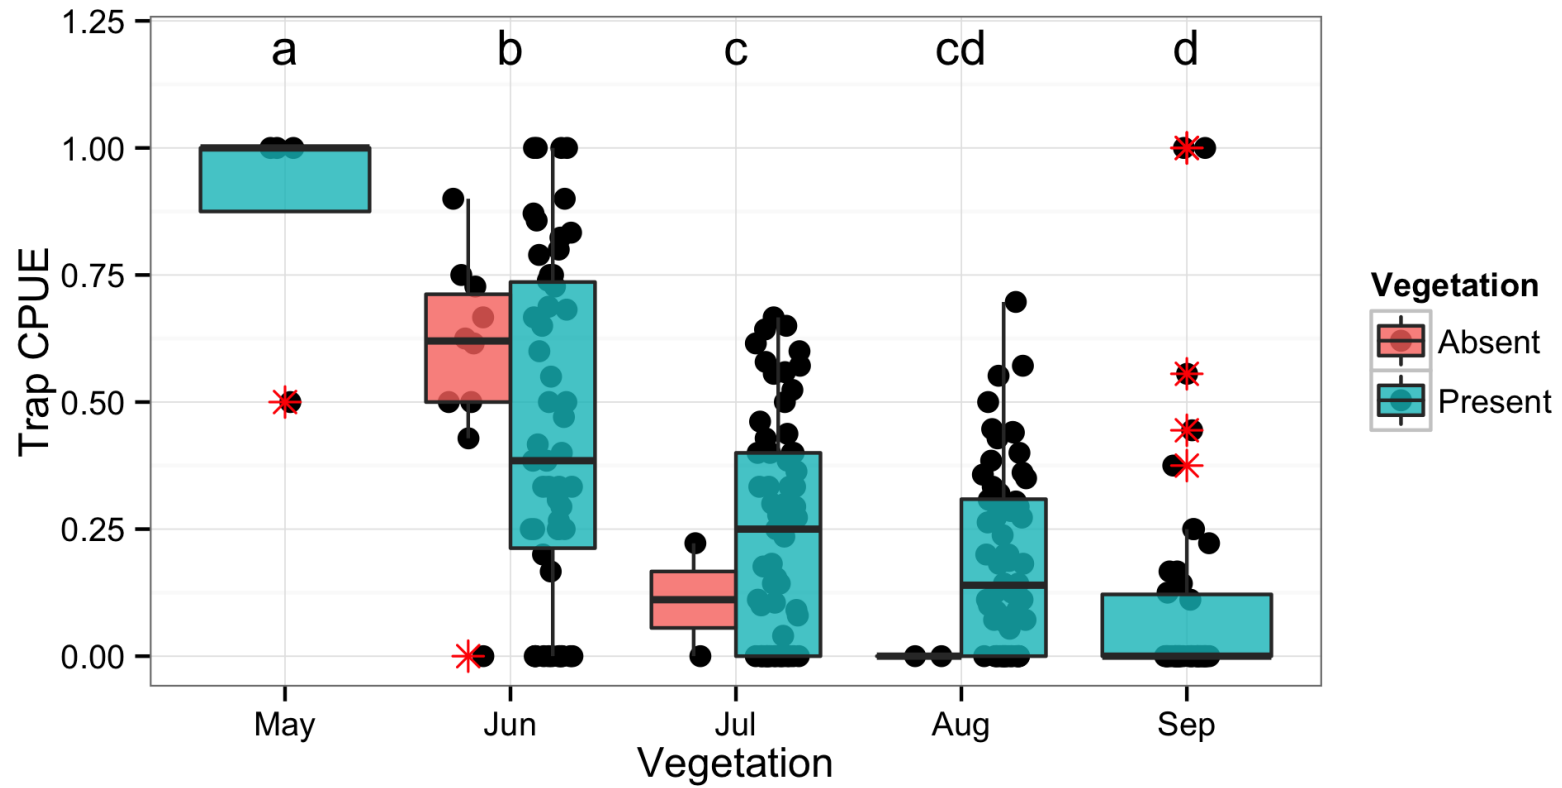 1.25
a b c cd d
1.00
0.75
0.50
0.25
0.00
Trap CPUE
May Jun Jul Aug Sep
Vegetation
Vegetation
Absent
Present